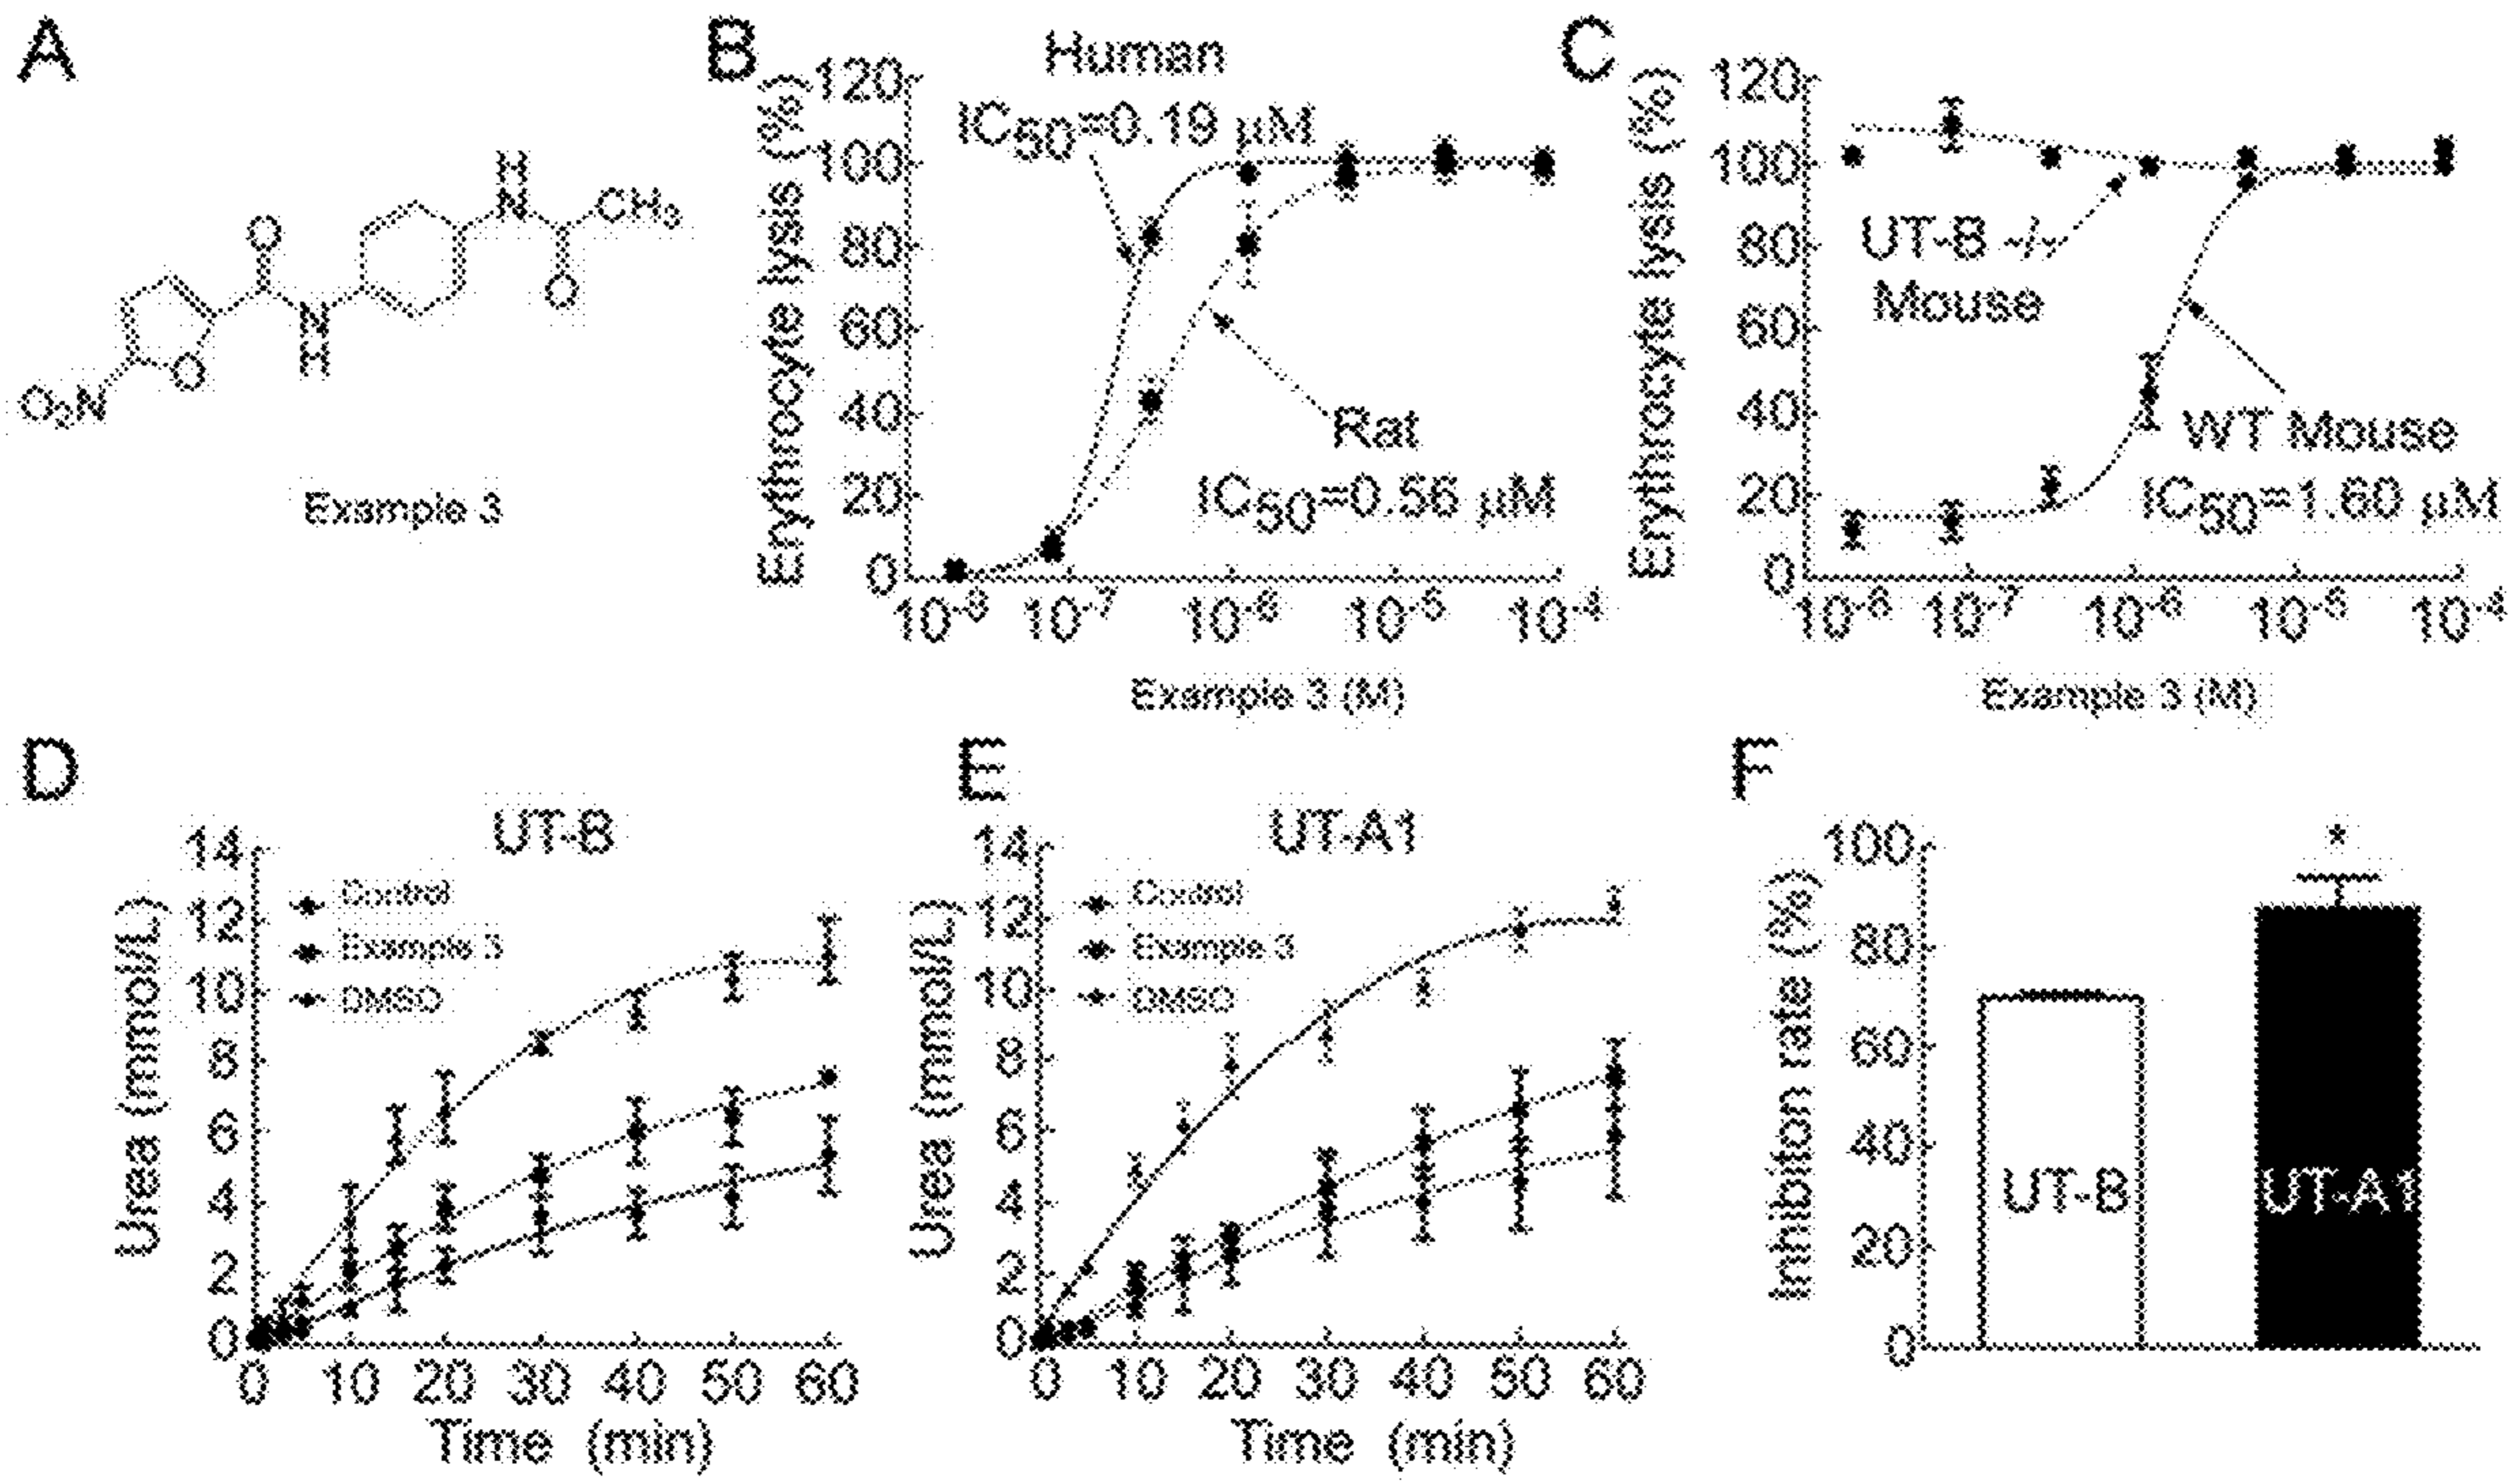 A
H
N
CH3
O
O
N
H
O
O2N
Example 3
B
Human
IC50=0.19 µM
Erythrocyte lysis (%)
120
100
80
60
40
20
0
Rat
IC50=0.56 µM
10-8 10-7 10-6 10-5 10-4
Example 3 (M)
C
Erythrocyte lysis (%)
120
100
80
60
40
20
0
UT-B -/-
Mouse
WT Mouse
IC50=1.60 µM
10-8 10-7 10-6 10-5 10-4
Example 3 (M)
D
UT-B
Urea (mmol/L)
14
12
10
8
6
4
2
0
Control
Example 3
DMSO
0 10 20 30 40 50 60
Time (min)
E
UT-A1
Urea (mmol/L)
14
12
10
8
6
4
2
0
Control
Example 3
DMSO
0 10 20 30 40 50 60
Time (min)
F
Inhibiton rate (%)
100
80
60
40
20
0
*
UT-B
UT-A1